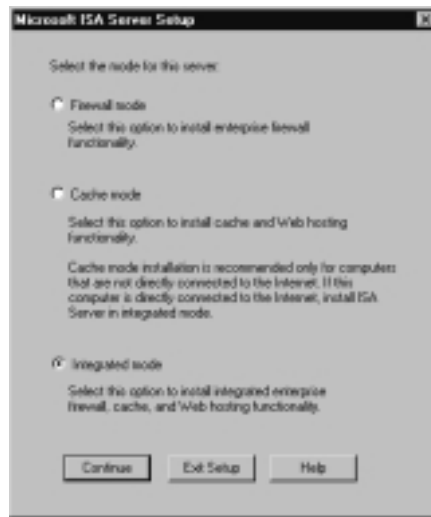 Microsoft ISA Server Setup
Select the mode for this server:
Firewall mode
Select this option to install enterprise firewall
functionality.
Cache mode
Select this option to install cache and Web hosting
functionality.
Cache mode installation is recommended only for computers
that are not directly connected to the Internet. If this
computer is directly connected to the Internet, install ISA
Server in integrated mode.
Integrated mode
Select this option to install integrated enterprise
firewall, cache, and Web hosting functionality.
Continue Exit Setup Help